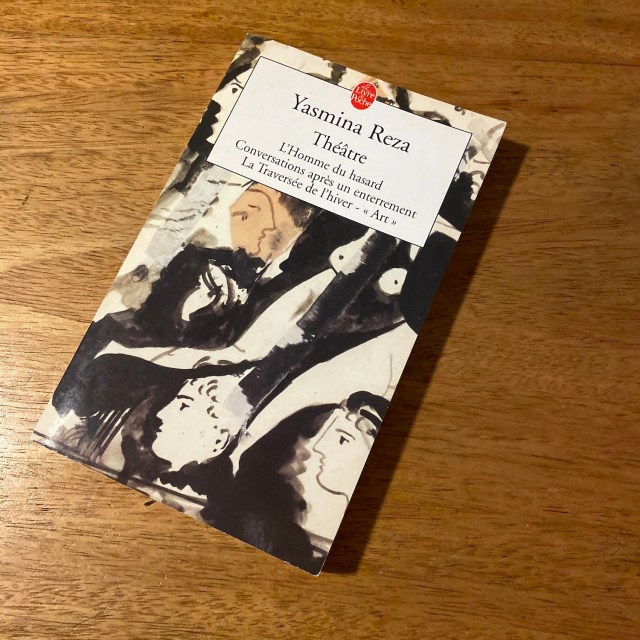 Le Livre
de
Poche
Yasmina Reza
Théâtre
L'Homme du hasard
Conversations après un enterrement
La Traversée de l'hiver - « Art »